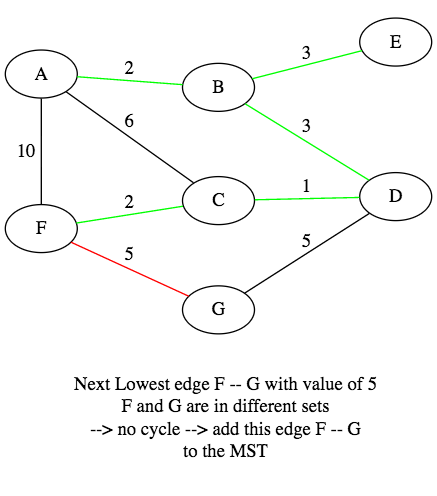 E
3
A
2
B
6
3
10
2
C
1
D
F
5
5
G
Next Lowest edge F -- G with value of 5
F and G are in different sets
--> no cycle --> add this edge F -- G
to the MST